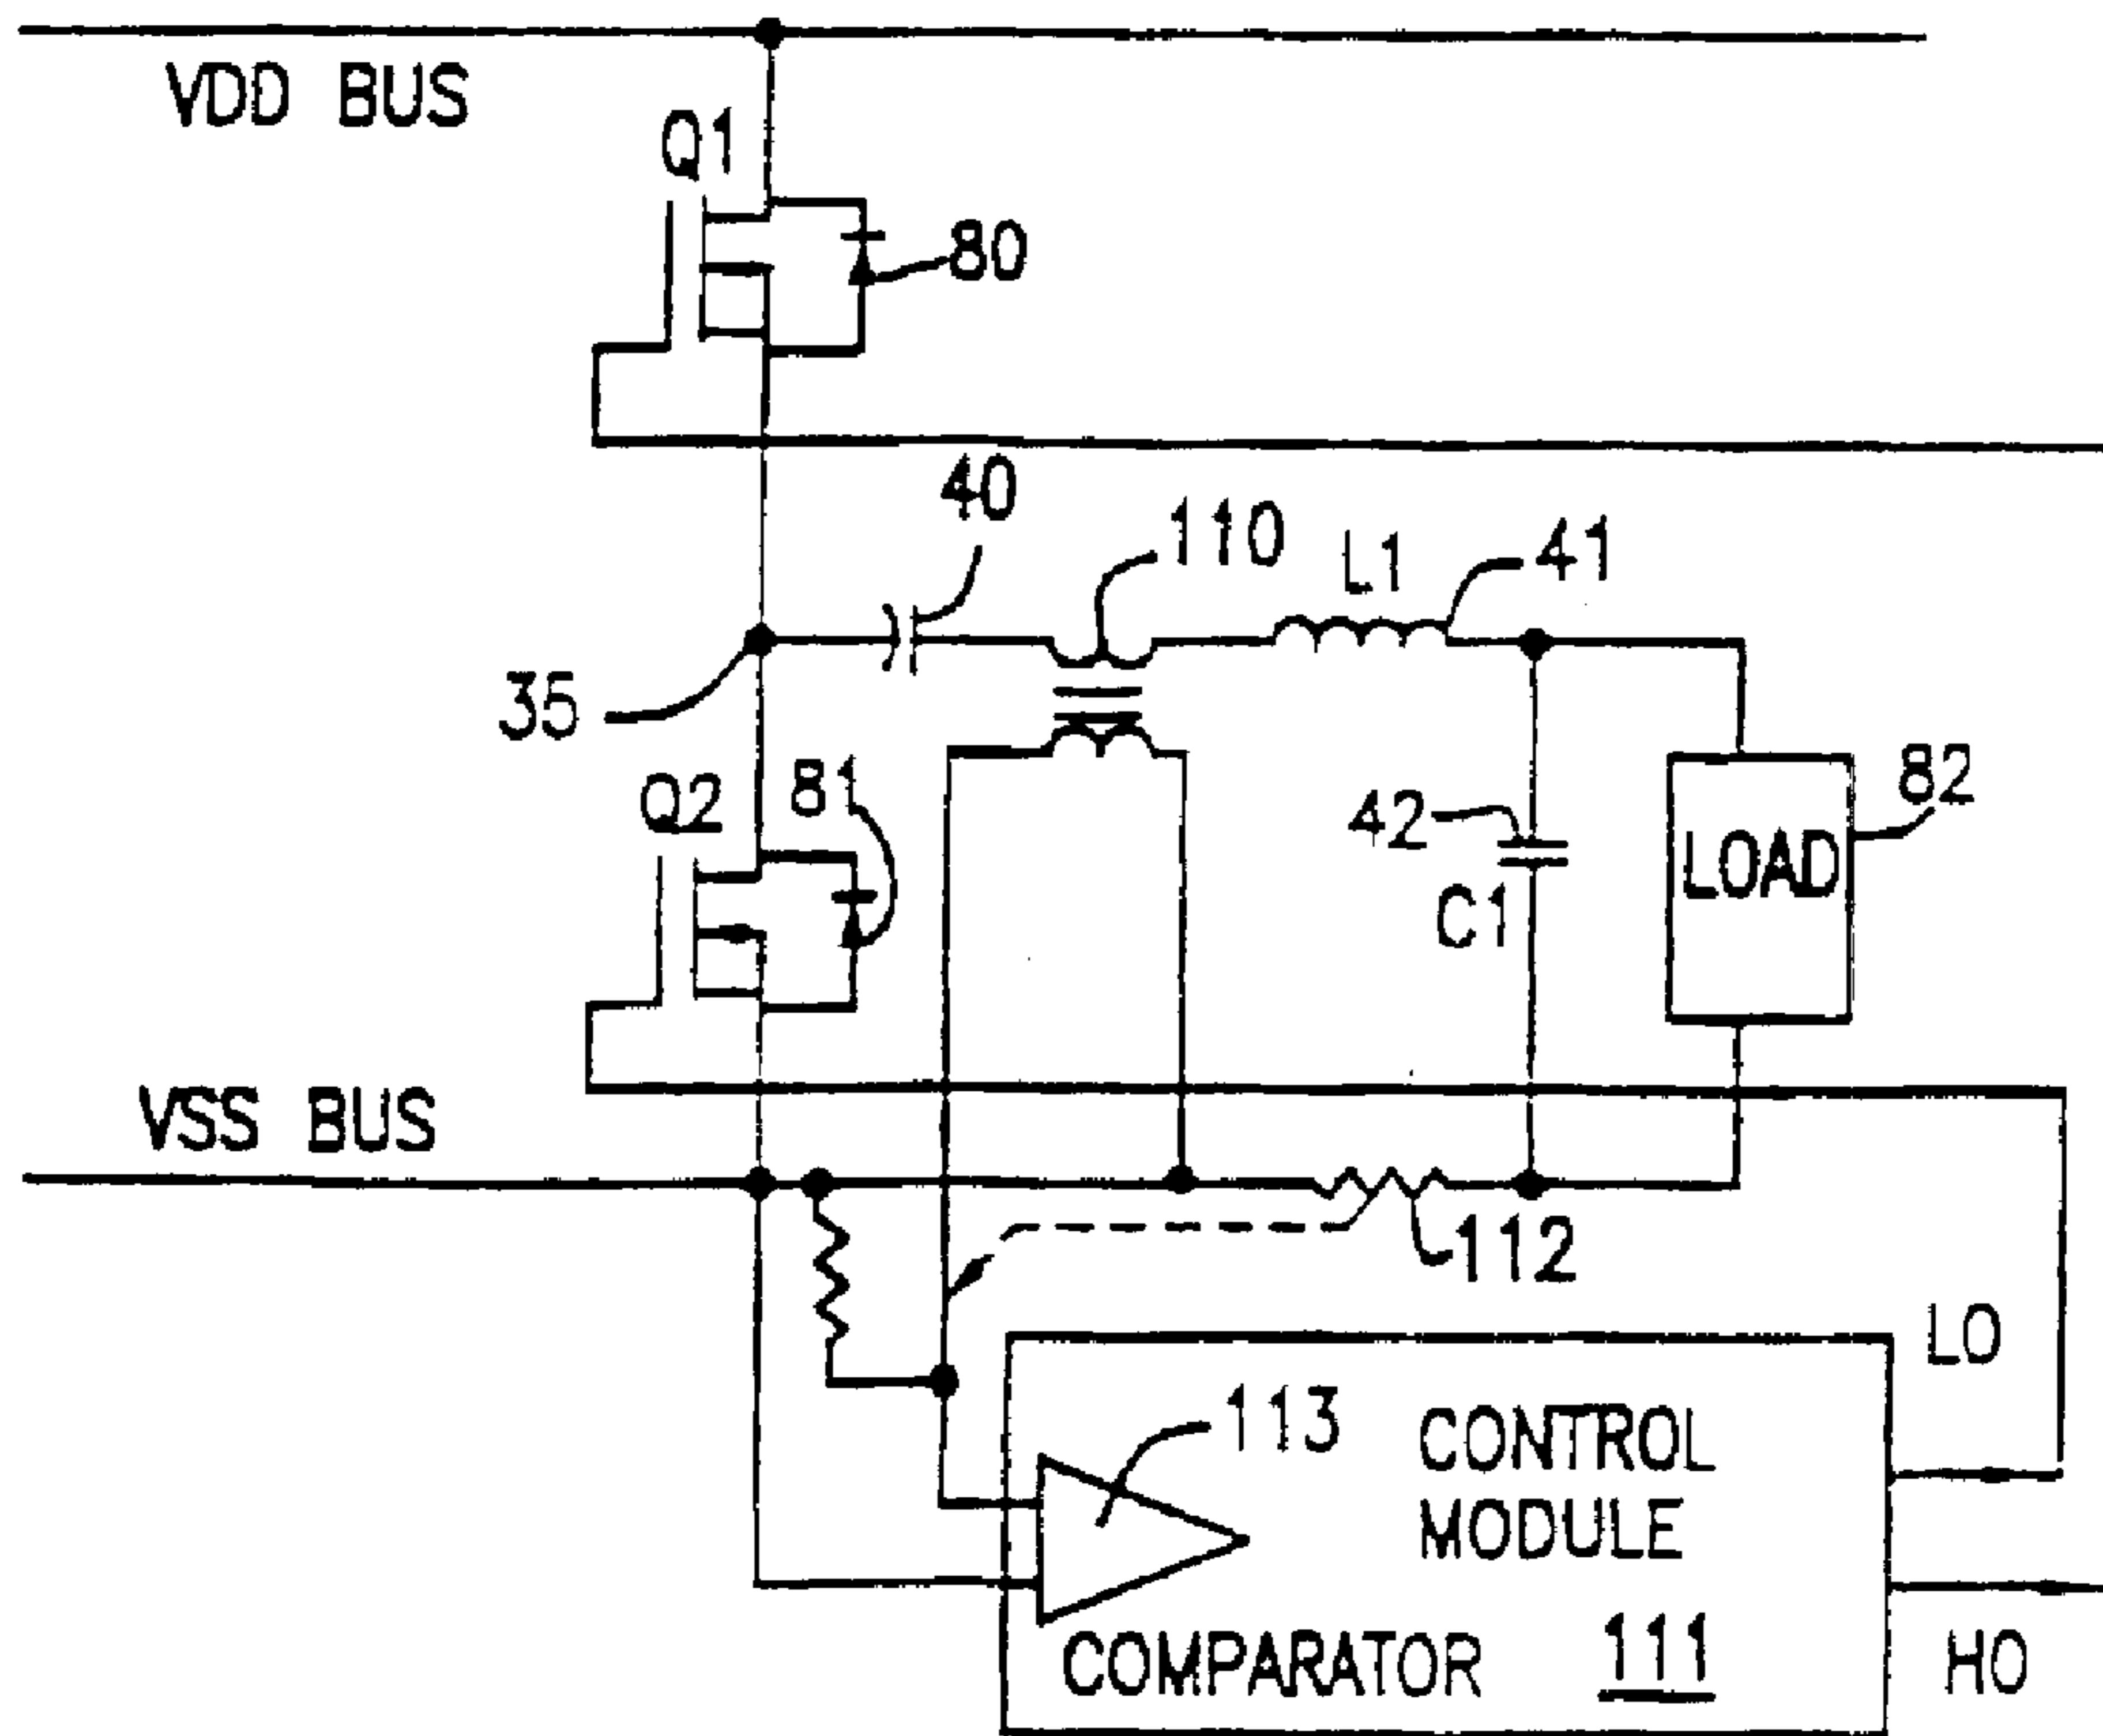 VDD BUS
Q1
80
40
110
L1
41
35
Q2
81
42
C1
LOAD
82
VSS BUS
112
LO
113
CONTROL
MODULE
COMPARATOR
111
HO